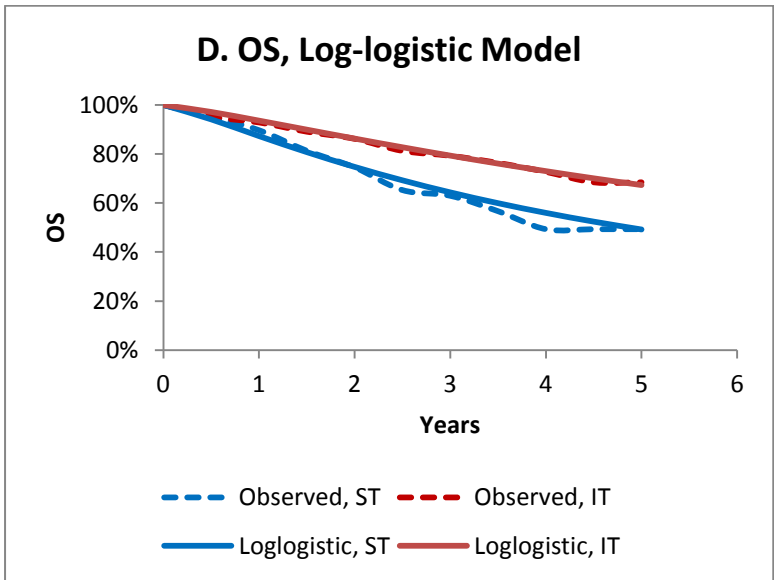 D. OS, Log-logistic Model
100%
80%
60%
40%
20%
0%
OS
0 1 2 3 4 5 6
Years
Observed, ST Observed, IT
Loglogistic, ST Loglogistic, IT